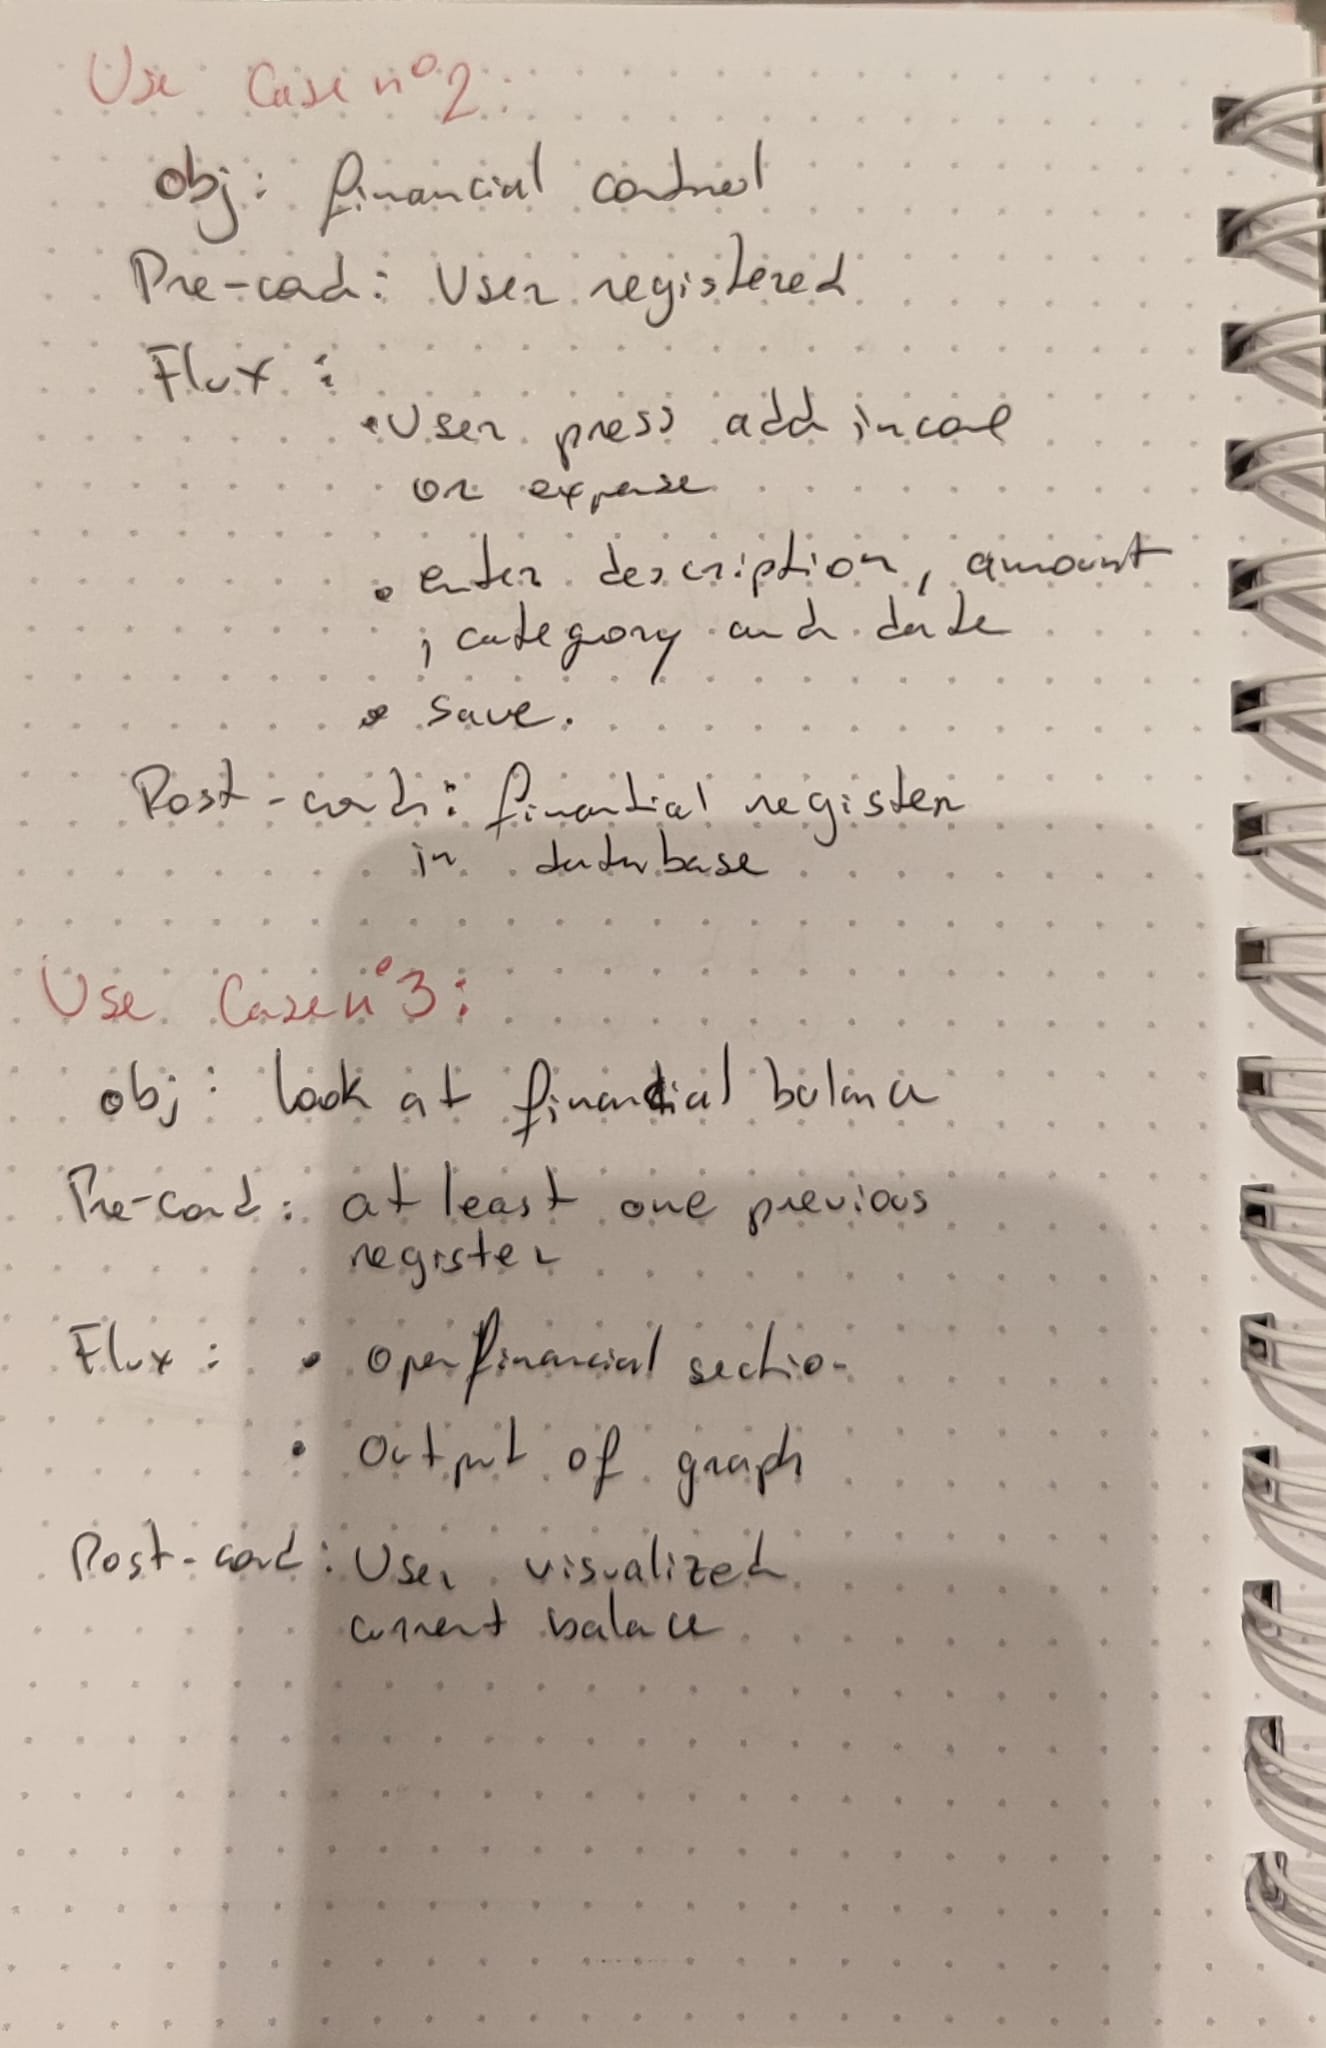 Use Case nº2:
obj: financial control
Pre-cond: User registered
Flux:
• User press add income
or expense
• enter description, amount
, category and date
• save.
Post-cond: finantial register
in database
Use Case nº3:
obj: look at financial balance
Pre-cond: at least one previous
register
Flux: • open financial section
• Output of graph
Post-cond: User visualized
current balance